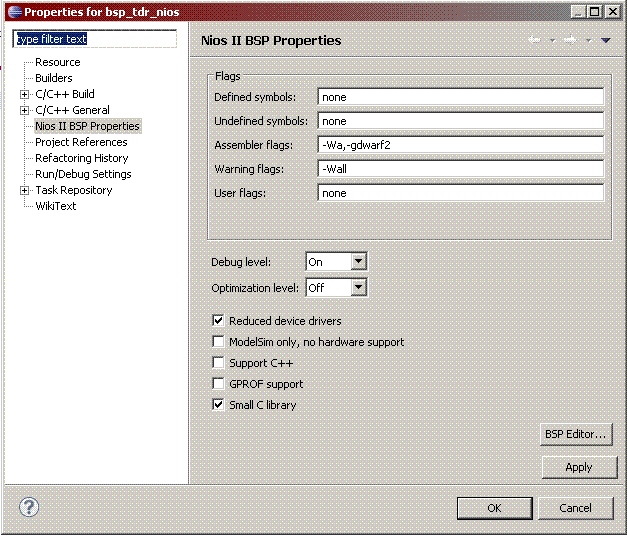 Properties for bsp_tdr_nios
type filter text
Resource
Builders
C/C++ Build
C/C++ General
Nios II BSP Properties
Project References
Refactoring History
Run/Debug Settings
Task Repository
WikiText
Nios II BSP Properties
Flags
Defined symbols: none
Undefined symbols: none
Assembler flags: -Wa,-gdwarf2
Warning flags: -Wall
User flags: none
Debug level: On
Optimization level: Off
Reduced device drivers
ModelSim only, no hardware support
Support C++
GPROF support
Small C library
BSP Editor...
Apply
? OK Cancel